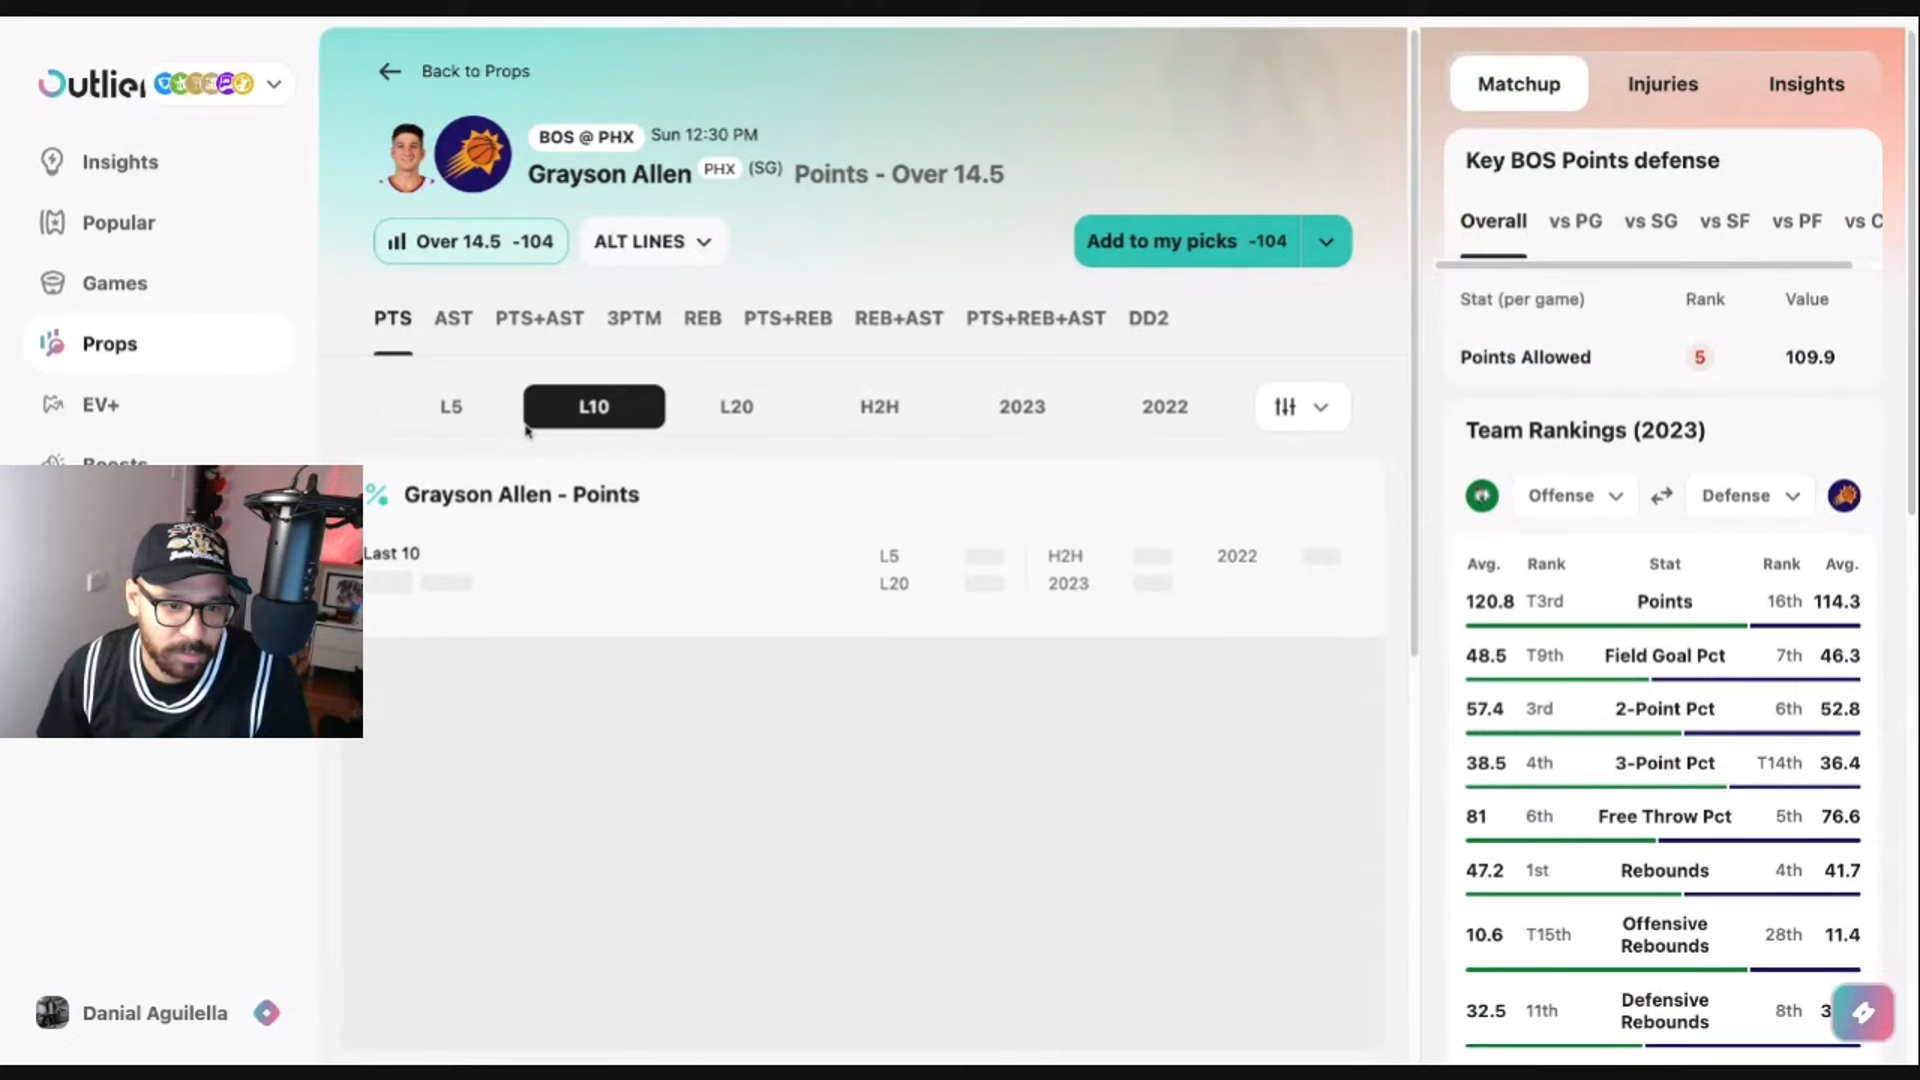 Outlier
Insights
Popular
Games
Props
EV+
Boosts
Danial Aguilella
Back to Props
BOS @ PHX Sun 12:30 PM
Grayson Allen PHX (SG) Points - Over 14.5
Over 14.5 -104 ALT LINES Add to my picks -104
PTS AST PTS+AST 3PTM REB PTS+REB REB+AST PTS+REB+AST DD2
L5 L10 L20 H2H 2023 2022
% Grayson Allen - Points
Last 10 L5 H2H 2022
L20 2023
Matchup Injuries Insights
Key BOS Points defense
Overall vs PG vs SG vs SF vs PF vs C
Stat (per game) Rank Value
Points Allowed 5 109.9
Team Rankings (2023)
Offense Defense
Avg. Rank Stat Rank Avg.
120.8 T3rd Points 16th 114.3
48.5 T9th Field Goal Pct 7th 46.3
57.4 3rd 2-Point Pct 6th 52.8
38.5 4th 3-Point Pct T14th 36.4
81 6th Free Throw Pct 5th 76.6
47.2 1st Rebounds 4th 41.7
10.6 T15th Offensive Rebounds 28th 11.4
32.5 11th Defensive Rebounds 8th 3